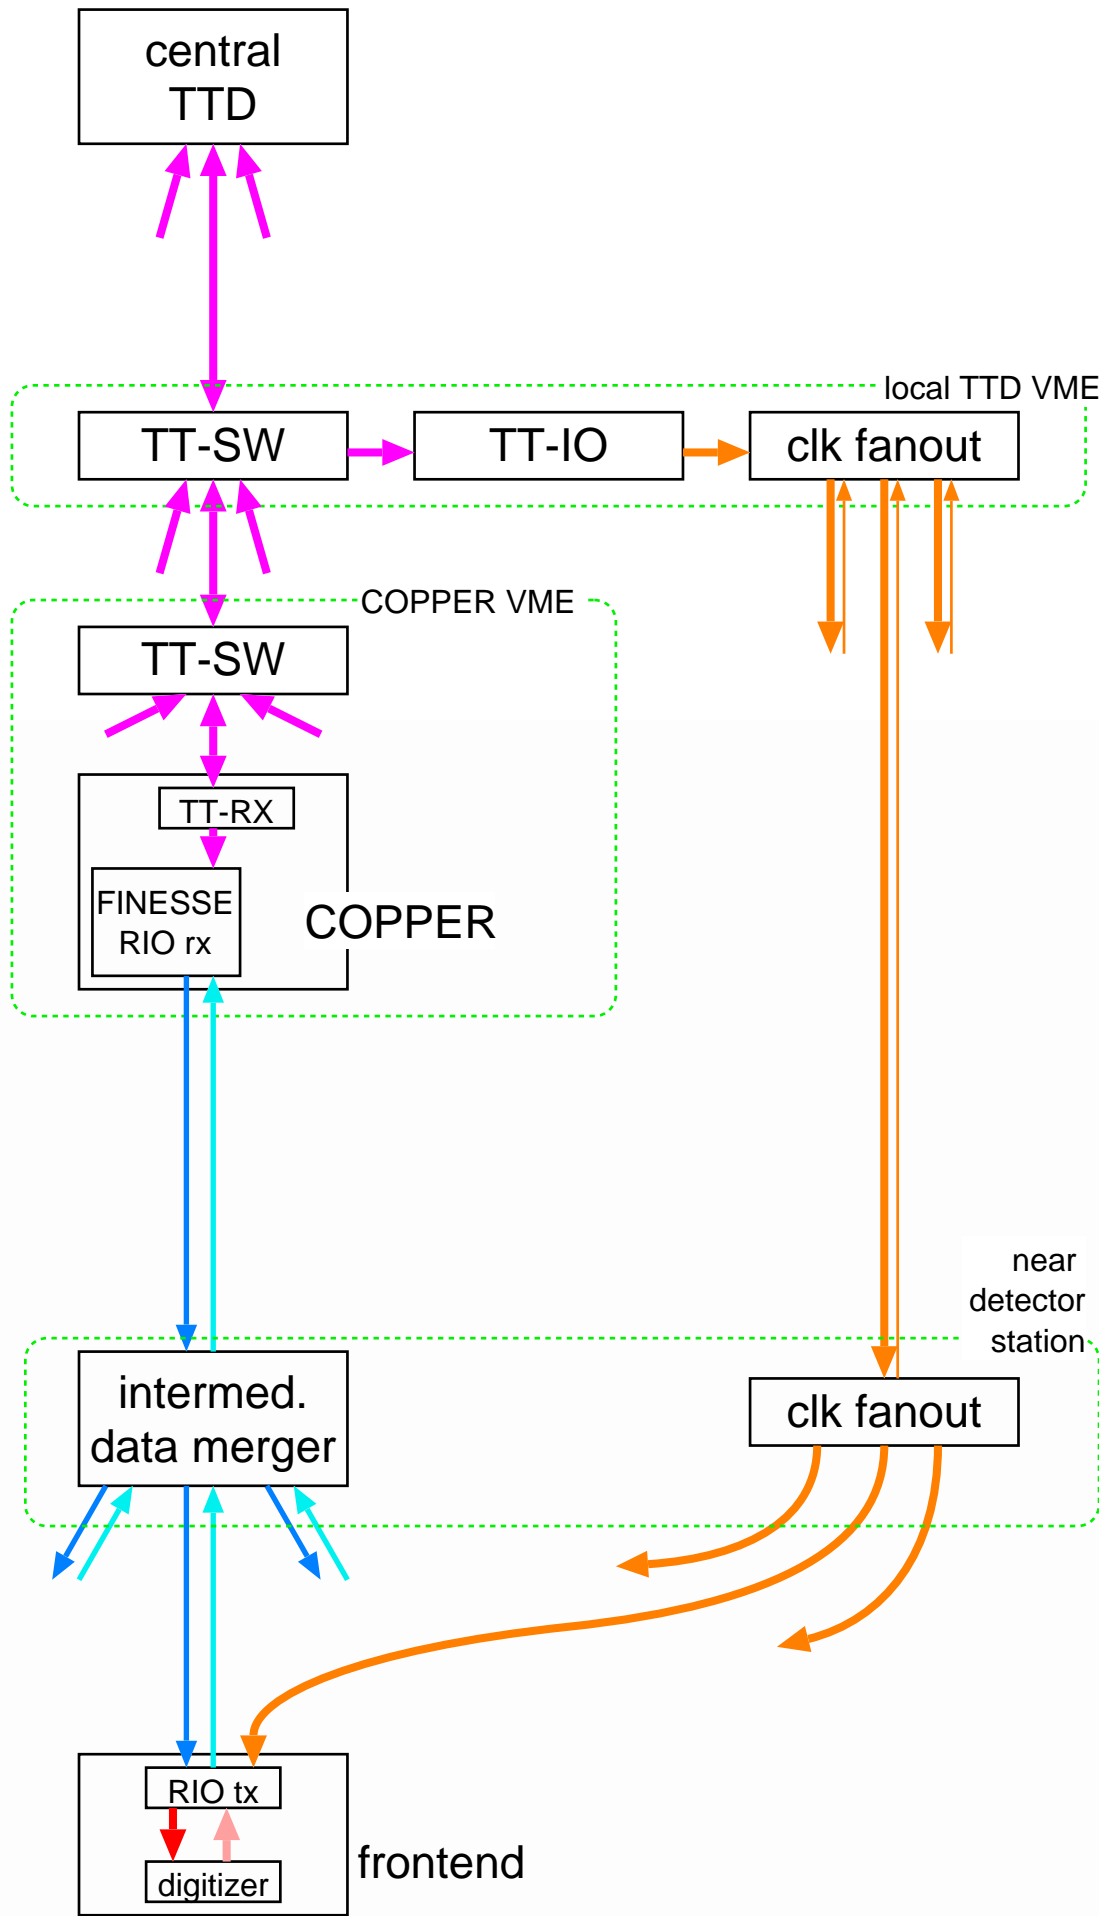 central
TTD
local TTD VME
TT-SW
TT-IO
clk fanout
COPPER VME
TT-SW
TT-RX
FINESSE
RIO rx
COPPER
near
detector
station
intermed.
data merger
clk fanout
RIO tx
digitizer
frontend